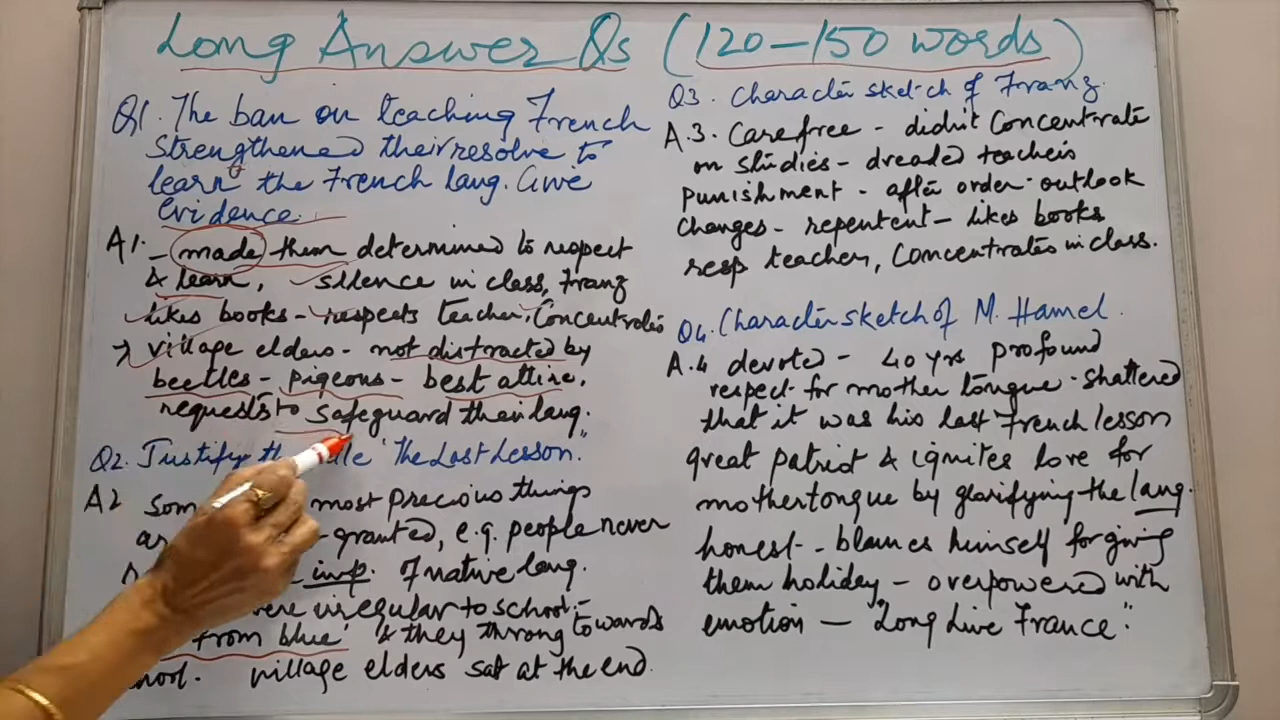 Long Answer Qs (120-150 words)
Q1. The ban on teaching French
strengthened their resolve to
learn the French lang. Give
evidence.
A1. - made them determined to respect
& learn, silence in class, Franz
likes books - respects teacher, Concentrates
→ village elders - not distracted by
beetles - pigeons - best attire,
requests to safeguard their lang.
Q2. Justify the title 'The Last Lesson."
A2 most precious things
granted, e.g. people never
imp. of native lang.
were irregular to school -
from blue' & they throng towards
village elders sat at the end.
Q3. Character sketch of Franz.
A.3. Carefree - didn't Concentrate
on studies - dreaded teachers
punishment - after order - outlook
changes - repentent - likes books
resp teacher, Concentrates in class.
Q4. Character sketch of M. Hamel.
A.4 devoted - 40 yrs profound
respect for mother tongue - shattered
that it was his last French lesson
great patriot & ignites love for
mothertongue by glorifying the lang.
honest - blames himself for giving
them holiday - overpowered with
emotion - "Long Live France".